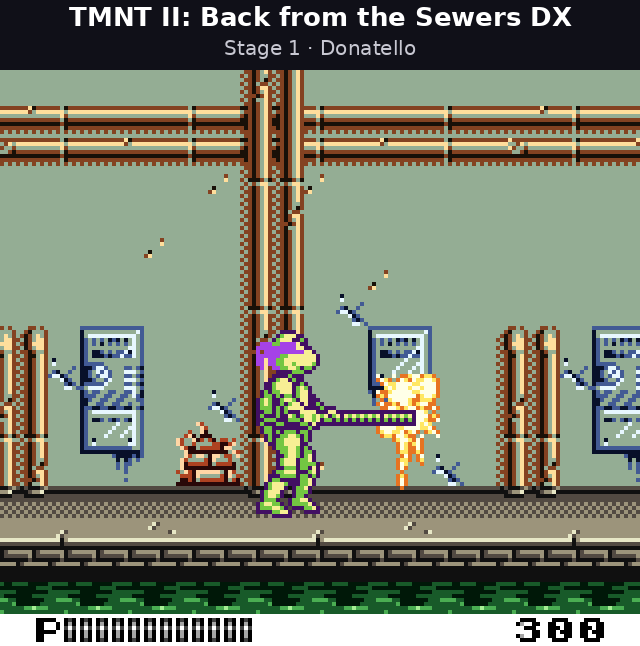 TMNT II: Back from the Sewers DX
Stage 1 · Donatello
P 300